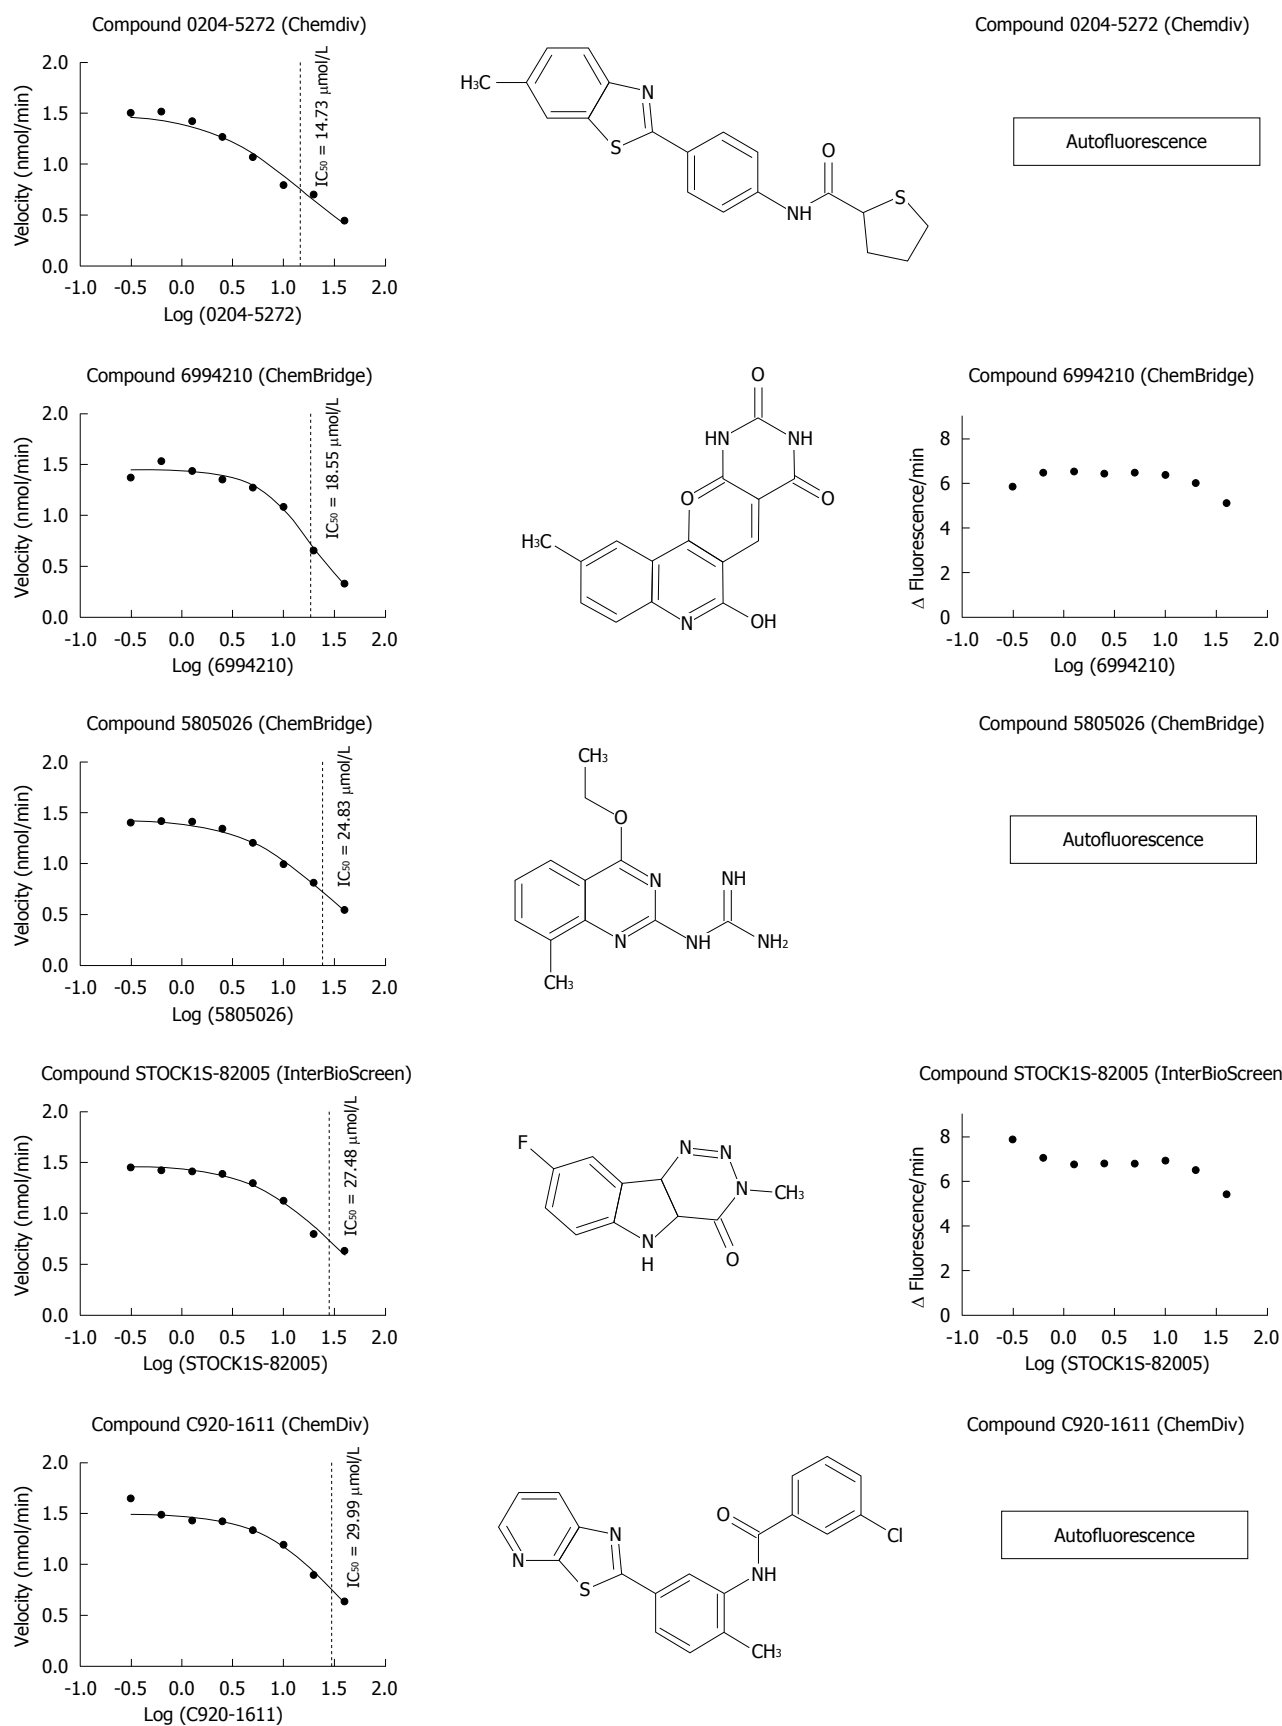 Compound 0204-5272 (Chemdiv)
Velocity (nmol/min)
2.0
1.5
1.0
0.5
0.0
-1.0 -0.5 0.0 0.5 1.0 1.5 2.0
Log (0204-5272)
IC50 = 14.73 μmol/L
H3C
N
S
O
NH
S
Compound 0204-5272 (Chemdiv)
Autofluorescence
Compound 6994210 (ChemBridge)
Velocity (nmol/min)
2.0
1.5
1.0
0.5
0.0
-1.0 -0.5 0.0 0.5 1.0 1.5 2.0
Log (6994210)
IC50 = 18.55 μmol/L
O
HN NH
O O
H3C
N OH
Compound 6994210 (ChemBridge)
Δ Fluorescence/min
8
6
4
2
0
-1.0 -0.5 0.0 0.5 1.0 1.5 2.0
Log (6994210)
Compound 5805026 (ChemBridge)
Velocity (nmol/min)
2.0
1.5
1.0
0.5
0.0
-1.0 -0.5 0.0 0.5 1.0 1.5 2.0
Log (5805026)
IC50 = 24.83 μmol/L
CH3
O
N NH
N NH NH2
CH3
Compound 5805026 (ChemBridge)
Autofluorescence
Compound STOCK1S-82005 (InterBioScreen)
Velocity (nmol/min)
2.0
1.5
1.0
0.5
0.0
-1.0 -0.5 0.0 0.5 1.0 1.5 2.0
Log (STOCK1S-82005)
IC50 = 27.48 μmol/L
F
N N
N CH3
N
H
O
Compound STOCK1S-82005 (InterBioScreen
Δ Fluorescence/min
8
6
4
2
0
-1.0 -0.5 0.0 0.5 1.0 1.5 2.0
Log (STOCK1S-82005)
Compound C920-1611 (ChemDiv)
Velocity (nmol/min)
2.0
1.5
1.0
0.5
0.0
-1.0 -0.5 0.0 0.5 1.0 1.5 2.0
Log (C920-1611)
IC50 = 29.99 μmol/L
O
Cl
N
N
NH
S
CH3
Compound C920-1611 (ChemDiv)
Autofluorescence